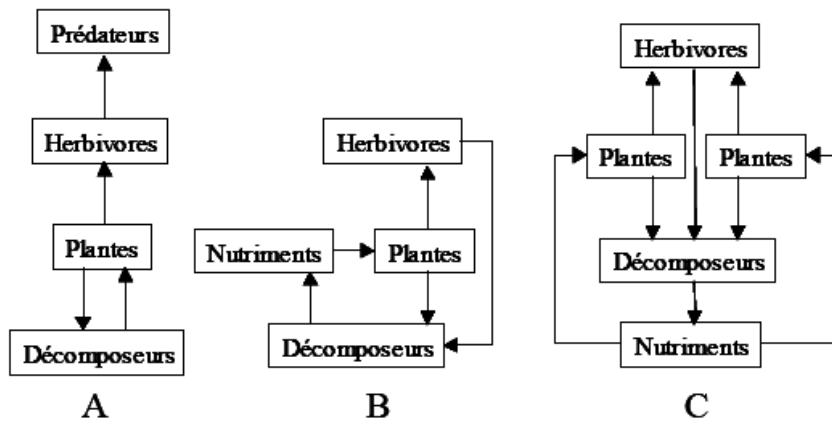 Prédateurs
Herbivores
Plantes
Décomposeurs
A
Herbivores
Nutriments
Plantes
Décomposeurs
B
Herbivores
Plantes
Plantes
Décomposeurs
Nutriments
C